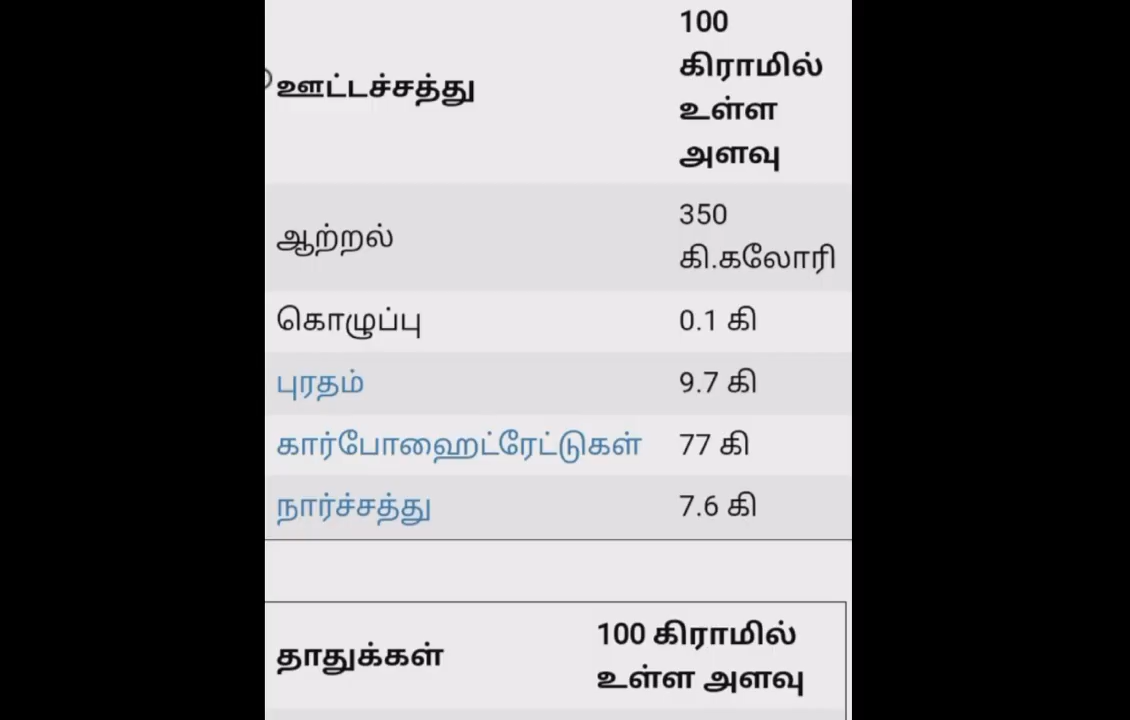 ஊட்டச்சத்து
100
கிராமில்
உள்ள
அளவு
ஆற்றல்
350
கி.கலோரி
கொழுப்பு 0.1 கி
புரதம் 9.7 கி
கார்போஹைட்ரேட்டுகள் 77 கி
நார்ச்சத்து 7.6 கி
தாதுக்கள்
100 கிராமில்
உள்ள அளவு